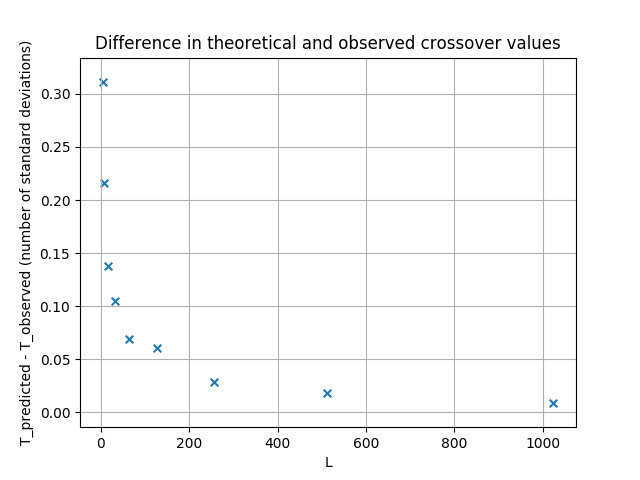 Difference in theoretical and observed crossover values
T_predicted - T_observed (number of standard deviations)
0.30
0.25
0.20
0.15
0.10
0.05
0.00
0 200 400 600 800 1000
L